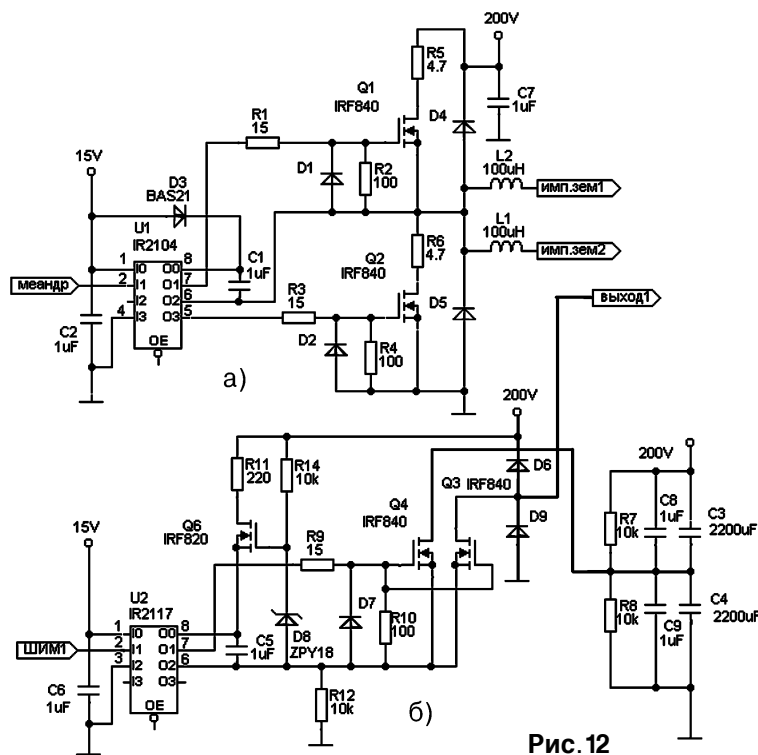 200V
R5
4.7
Q1
IRF840
C7
1uF
R1
15
D4
15V
D3
BAS21
D1
R2
100
L2
100uH
имп.зем1
U1
IR2104
R6
4.7
L1
100uH
имп.зем2
C1
1uF
Q2
IRF840
1 I0 O0 8
2 I1 O1 7
I2 O2 6
4 I3 O3 5
OE
меандр
R3
15
выход1
C2
1uF
D2
R4
100
D5
а)
200V
R11
220
R14
10k
D6
200V
Q4
IRF840
Q3
IRF840
Q6
IRF820
R9
15
D9
R7
10k
C8
1uF
C3
2200uF
15V
U2
IR2117
D7
R10
100
R8
10k
C9
1uF
C4
2200uF
1 I0 O0 8
2 I1 O1 7
3 I2 O2 6
I3 O3
OE
ШИМ1
C5
1uF
D8
ZPY18
C6
1uF
R12
10k
б)
Рис.12